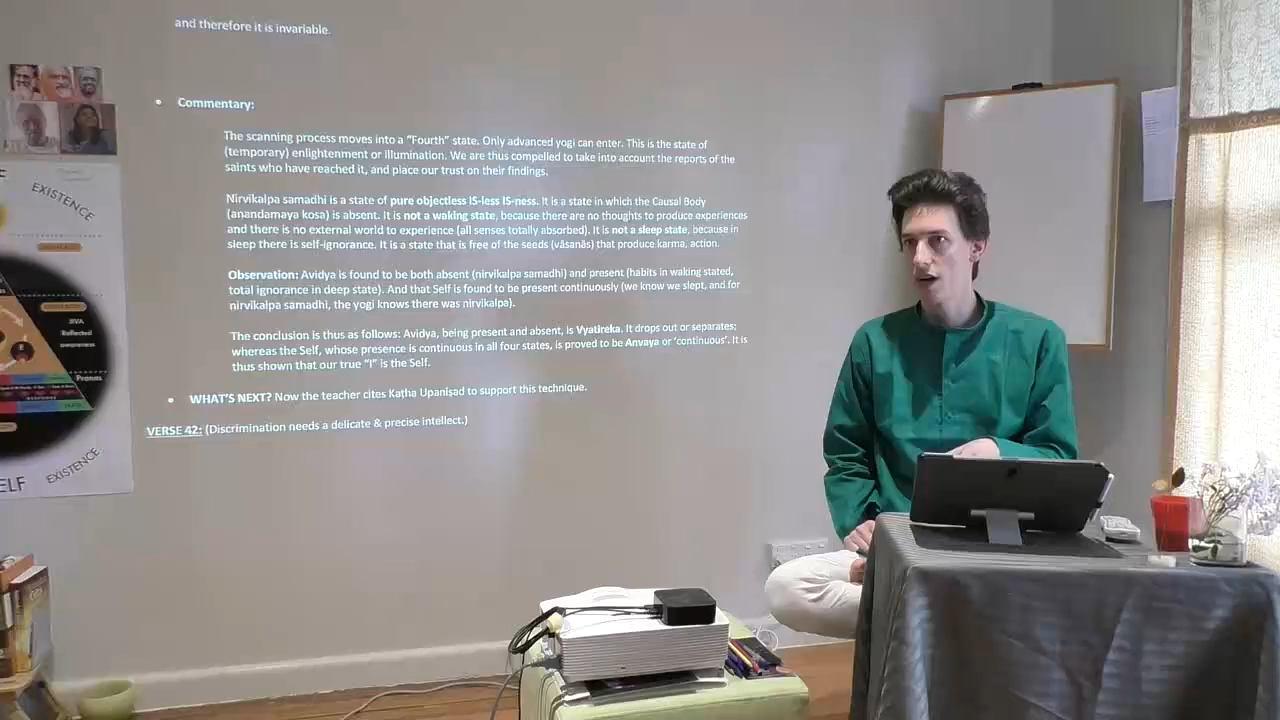 and therefore it is invariable.
• Commentary:
The scanning process moves into a "Fourth" state. Only advanced yogi can enter. This is the state of
(temporary) enlightenment or illumination. We are thus compelled to take into account the reports of the
saints who have reached it, and place our trust on their findings.
Nirvikalpa samadhi is a state of pure objectless IS-less IS-ness. It is a state in which the Causal Body
(anandamaya kosa) is absent. It is not a waking state, because there are no thoughts to produce experiences
and there is no external world to experience (all senses totally absorbed). It is not a sleep state, because in
sleep there is self-ignorance. It is a state that is free of the seeds (vāsanās) that produce karma, action.
Observation: Avidya is found to be both absent (nirvikalpa samadhi) and present (habits in waking stated,
total ignorance in deep state). And that Self is found to be present continuously (we know we slept, and for
nirvikalpa samadhi, the yogi knows there was nirvikalpa).
The conclusion is thus as follows: Avidya, being present and absent, is Vyatireka. It drops out or separates;
whereas the Self, whose presence is continuous in all four states, is proved to be Anvaya or 'continuous'. It is
thus shown that our true "I" is the Self.
• WHAT'S NEXT? Now the teacher cites Kaṭha Upaniṣad to support this technique.
VERSE 42: (Discrimination needs a delicate & precise intellect.)
EXISTENCE
JIVA
Reflected
Pranas
EXISTENCE
ELF